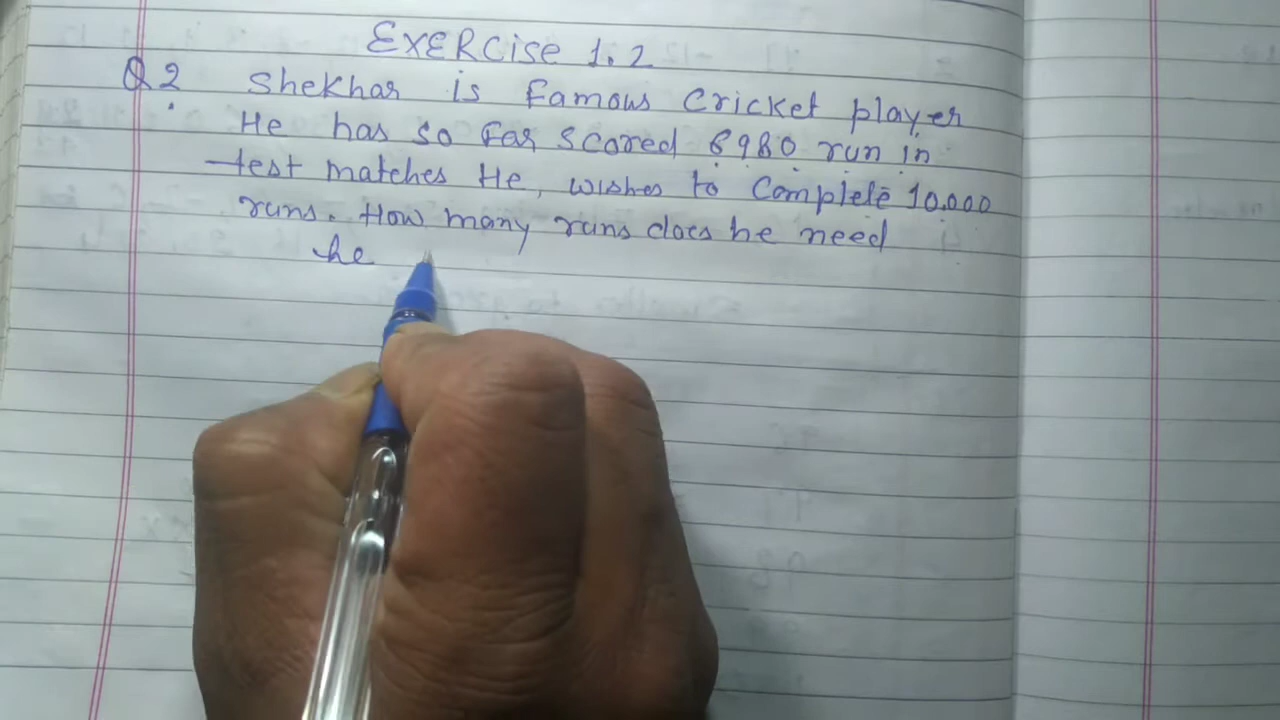 Exercise 1.2
Q2. Shekhar is famous cricket player
He has so far scored 6980 run in
test matches He, wishes to complete 10,000
runs. How many runs does he need
he